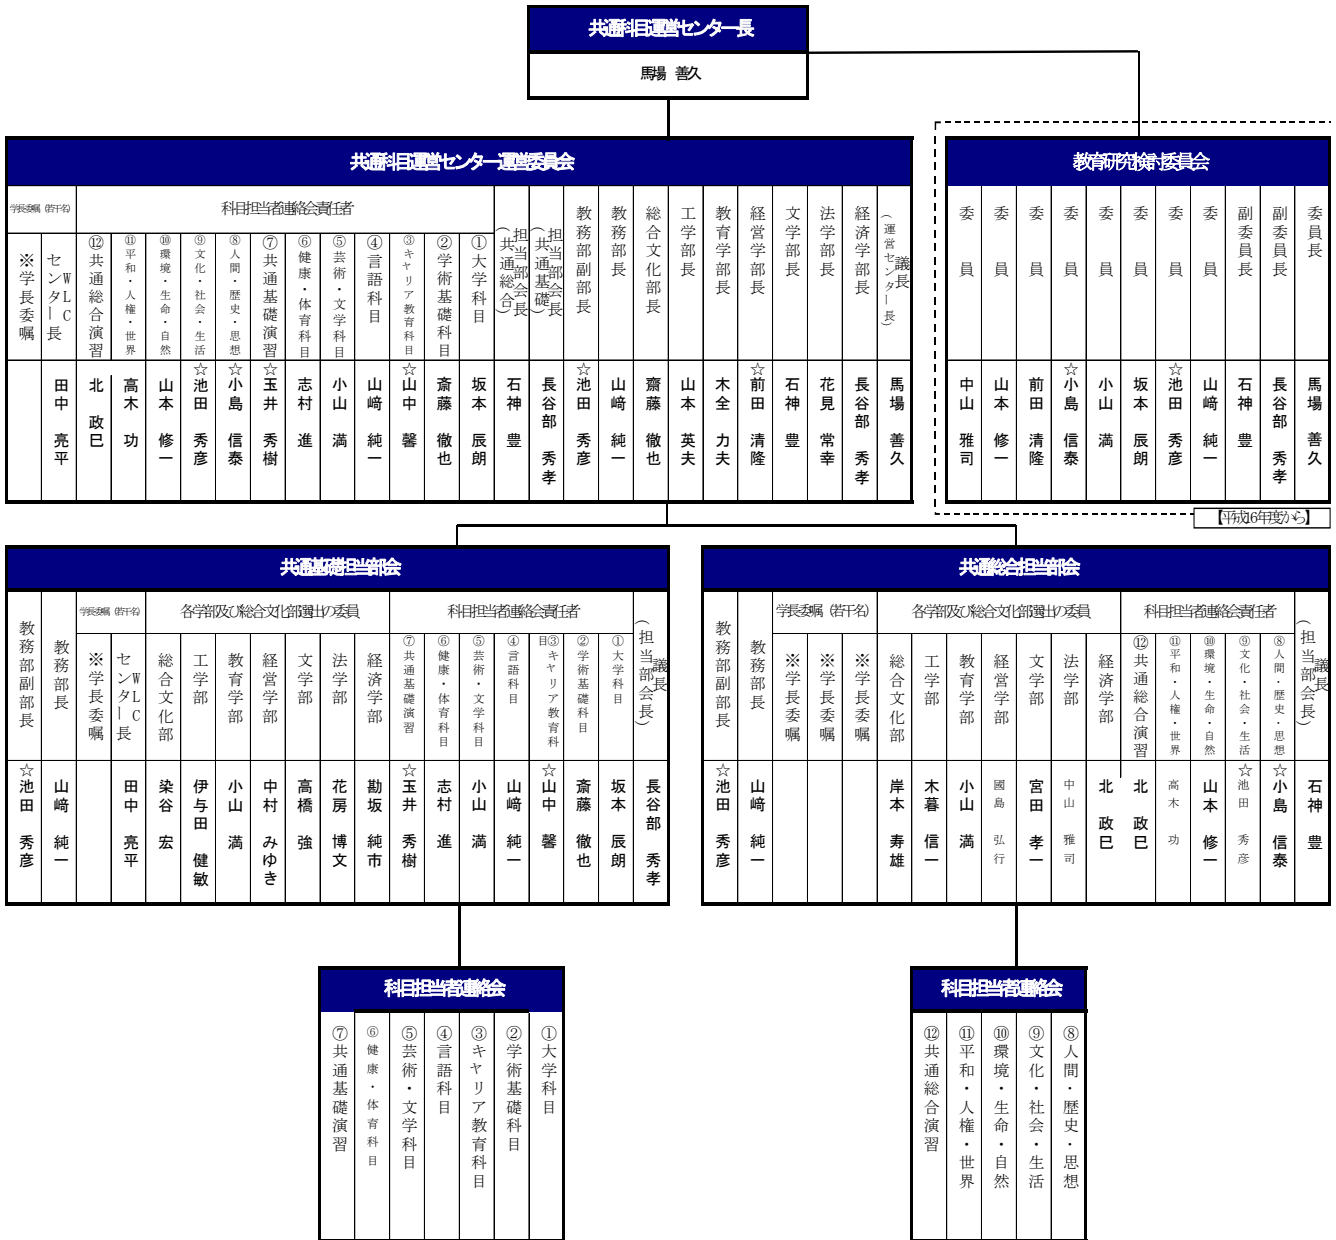 共通科目運営センター長
馬場 善久
共通科目運営センター運営委員会
議長(運営センター長)
経済学部長
法学部長
文学部長
経営学部長
教育学部長
工学部長
総合文化部長
教務部長
教務部副部長
担当部会長(共通基礎)
担当部会長(共通総合)
科目担当者連絡会責任者
①大学科目
②学術基礎科目
③キャリア教育科目
④言語科目
⑤芸術・文学科目
⑥健康・体育科目
⑦共通基礎演習
⑧人間・歴史・思想
⑨文化・社会・生活
⑩環境・生命・自然
⑪平和・人権・世界
⑫共通総合演習
学長委嘱(若干名)
WLCセンター長
※学長委嘱
馬場 善久
長谷部 秀孝
花見 常幸
石神 豊
☆前田 清隆
木全 力夫
山本 英夫
齋藤 徹也
山﨑 純一
☆池田 秀彦
長谷部 秀孝
石神 豊
坂本 辰朗
斎藤 徹也
☆山中 馨
山﨑 純一
小山 満
志村 進
☆玉井 秀樹
☆小島 信泰
☆池田 秀彦
山本 修一
高木 功
北 政巳
田中 亮平
教育研究検討委員会
委員長
副委員長
副委員長
委員
委員
委員
委員
委員
委員
委員
委員
馬場 善久
長谷部 秀孝
石神 豊
山﨑 純一
☆池田 秀彦
坂本 辰朗
小山 満
☆小島 信泰
前田 清隆
山本 修一
中山 雅司
【平成16年度から】
共通基礎担当部会
議長(担当部会長)
科目担当者連絡会責任者
①大学科目
②学術基礎科目
③キャリア教育科目
④言語科目
⑤芸術・文学科目
⑥健康・体育科目
⑦共通基礎演習
各学部及び総合文化部選出の委員
経済学部
法学部
文学部
経営学部
教育学部
工学部
総合文化部
学長委嘱(若干名)
WLCセンター長
※学長委嘱
教務部長
教務部副部長
長谷部 秀孝
坂本 辰朗
斎藤 徹也
☆山中 馨
山﨑 純一
小山 満
志村 進
☆玉井 秀樹
勘坂 純市
花房 博文
高橋 強
中村 みゆき
小山 満
伊与田 健敏
染谷 宏
田中 亮平
山﨑 純一
☆池田 秀彦
共通総合担当部会
議長(担当部会長)
科目担当者連絡会責任者
⑧人間・歴史・思想
⑨文化・社会・生活
⑩環境・生命・自然
⑪平和・人権・世界
⑫共通総合演習
各学部及び総合文化部選出の委員
経済学部
法学部
文学部
経営学部
教育学部
工学部
総合文化部
学長委嘱(若干名)
※学長委嘱
※学長委嘱
※学長委嘱
教務部長
教務部副部長
石神 豊
☆小島 信泰
☆池田 秀彦
山本 修一
高木 功
北 政巳
北 政巳
中山 雅司
宮田 孝一
國島 弘行
小山 満
木暮 信一
岸本 寿雄
山﨑 純一
☆池田 秀彦
科目担当者連絡会
①大学科目
②学術基礎科目
③キャリア教育科目
④言語科目
⑤芸術・文学科目
⑥健康・体育科目
⑦共通基礎演習
科目担当者連絡会
⑧人間・歴史・思想
⑨文化・社会・生活
⑩環境・生命・自然
⑪平和・人権・世界
⑫共通総合演習